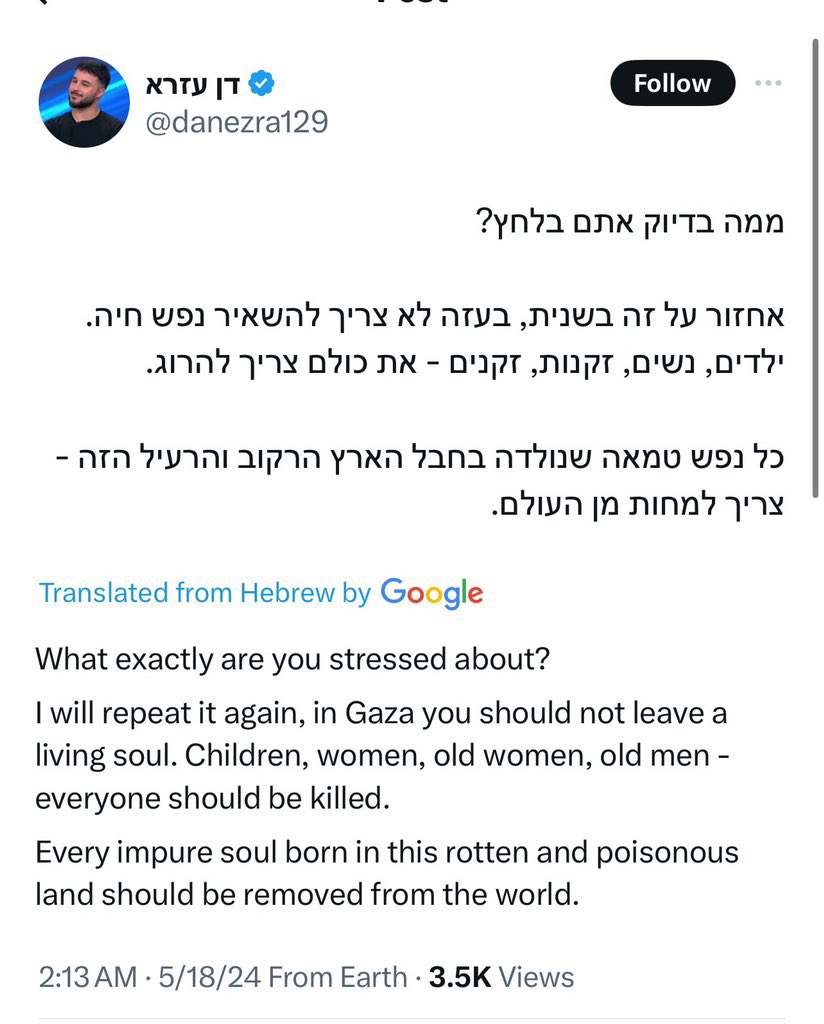 דן עזרא
Follow
@danezra129
ממה בדיוק אתם בלחץ?
אחזור על זה בשנית, בעזה לא צריך להשאיר נפש חיה.
ילדים, נשים, זקנות, זקנים - את כולם צריך להרוג.
כל נפש טמאה שנולדה בחבל הארץ הרקוב והרעיל הזה -
צריך למחות מן העולם.
Translated from Hebrew by Google
What exactly are you stressed about?
I will repeat it again, in Gaza you should not leave a
living soul. Children, women, old women, old men -
everyone should be killed.
Every impure soul born in this rotten and poisonous
land should be removed from the world.
2:13 AM · 5/18/24 From Earth · 3.5K Views